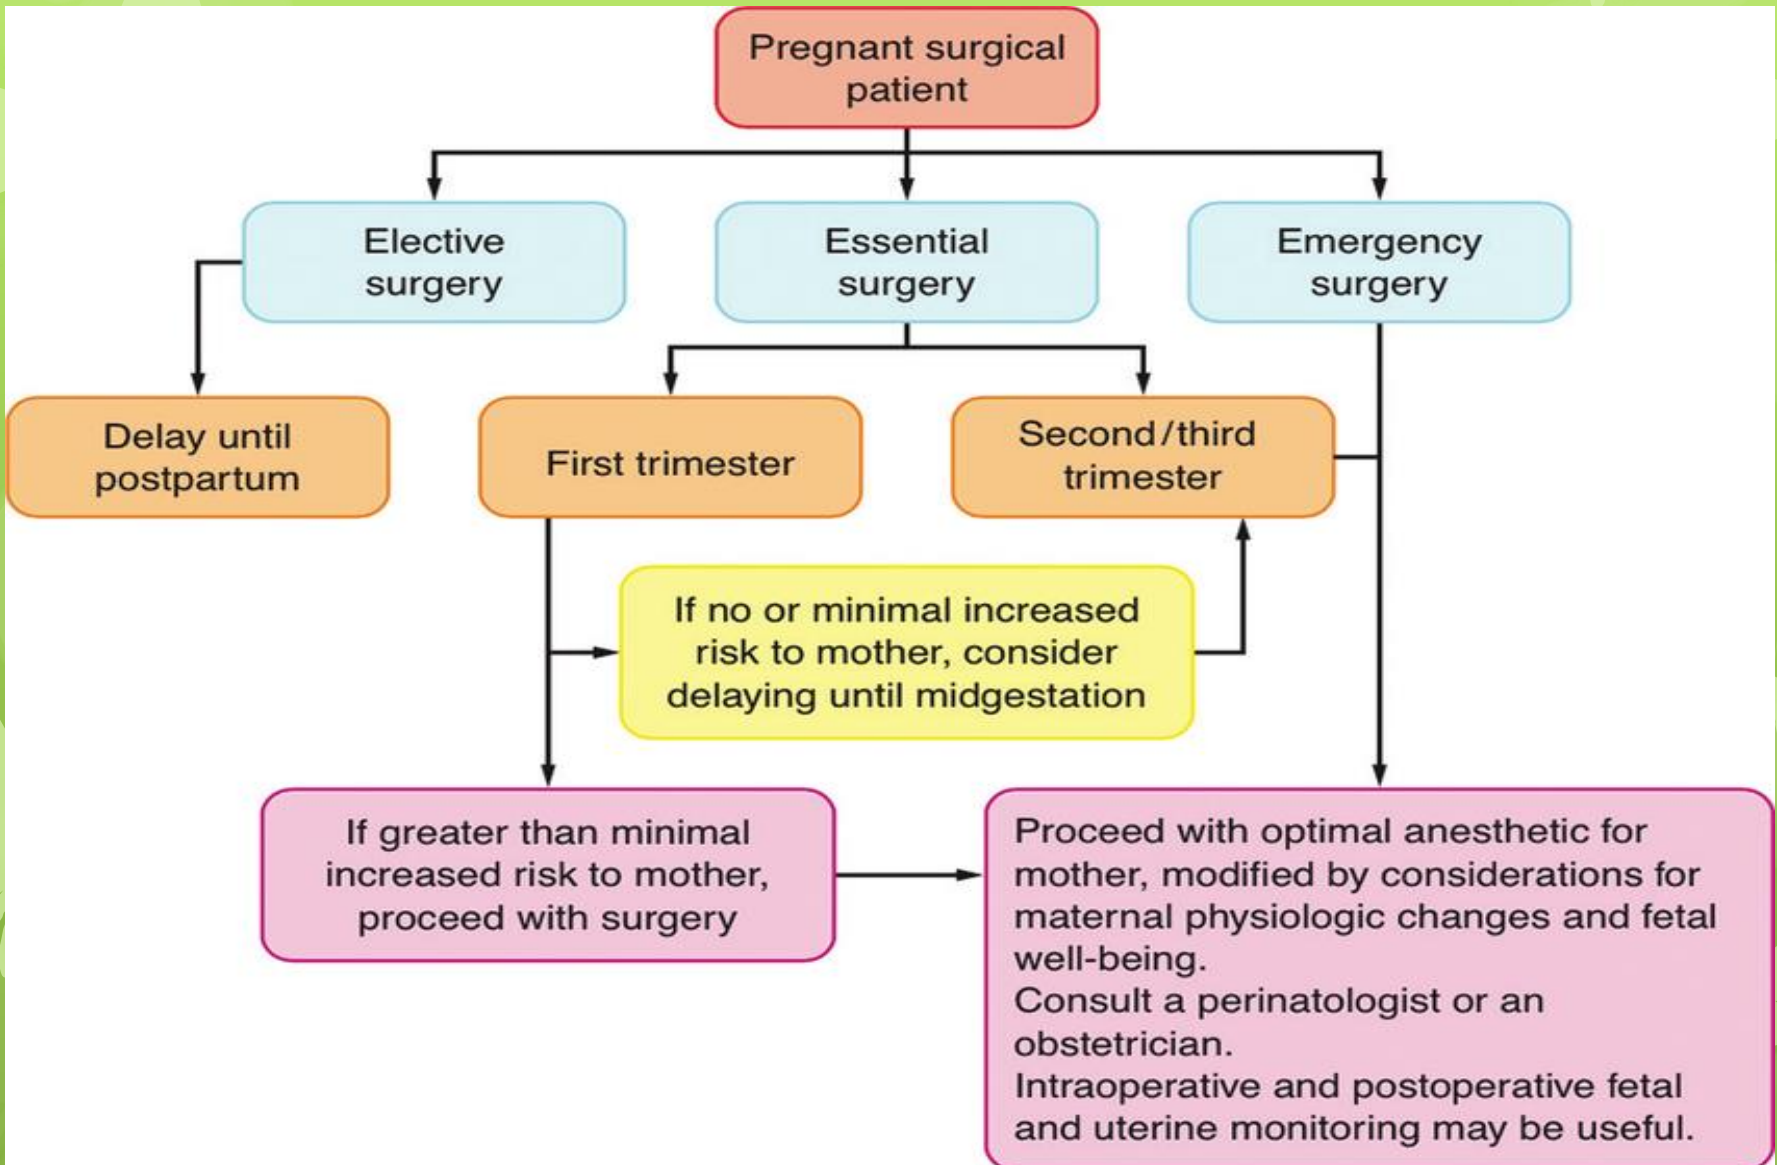 Pregnant surgical
patient
Elective
surgery
Essential
surgery
Emergency
surgery
Delay until
postpartum
First trimester
Second/third
trimester
If no or minimal increased
risk to mother, consider
delaying until midgestation
If greater than minimal
increased risk to mother,
proceed with surgery
Proceed with optimal anesthetic for
mother, modified by considerations for
maternal physiologic changes and fetal
well-being.
Consult a perinatologist or an
obstetrician.
Intraoperative and postoperative fetal
and uterine monitoring may be useful.